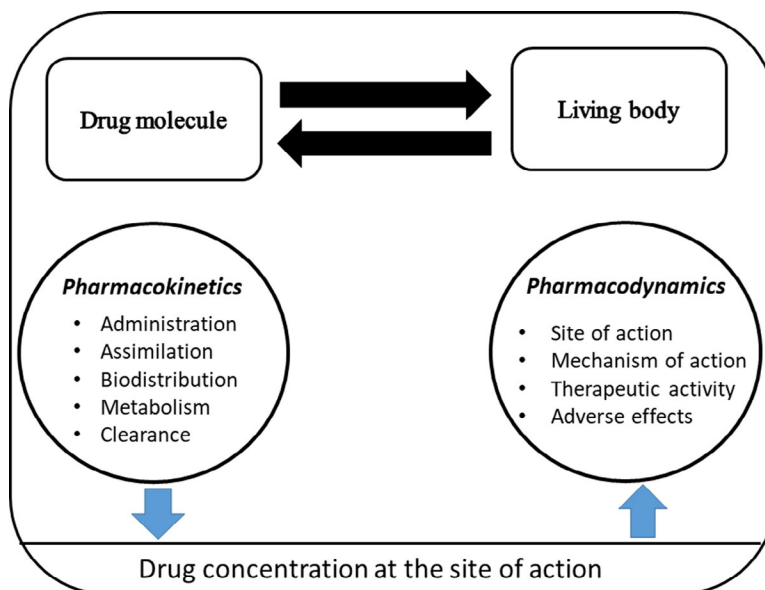 Drug molecule
Living body
Pharmacokinetics
• Administration
• Assimilation
• Biodistribution
• Metabolism
• Clearance
Pharmacodynamics
• Site of action
• Mechanism of action
• Therapeutic activity
• Adverse effects
Drug concentration at the site of action